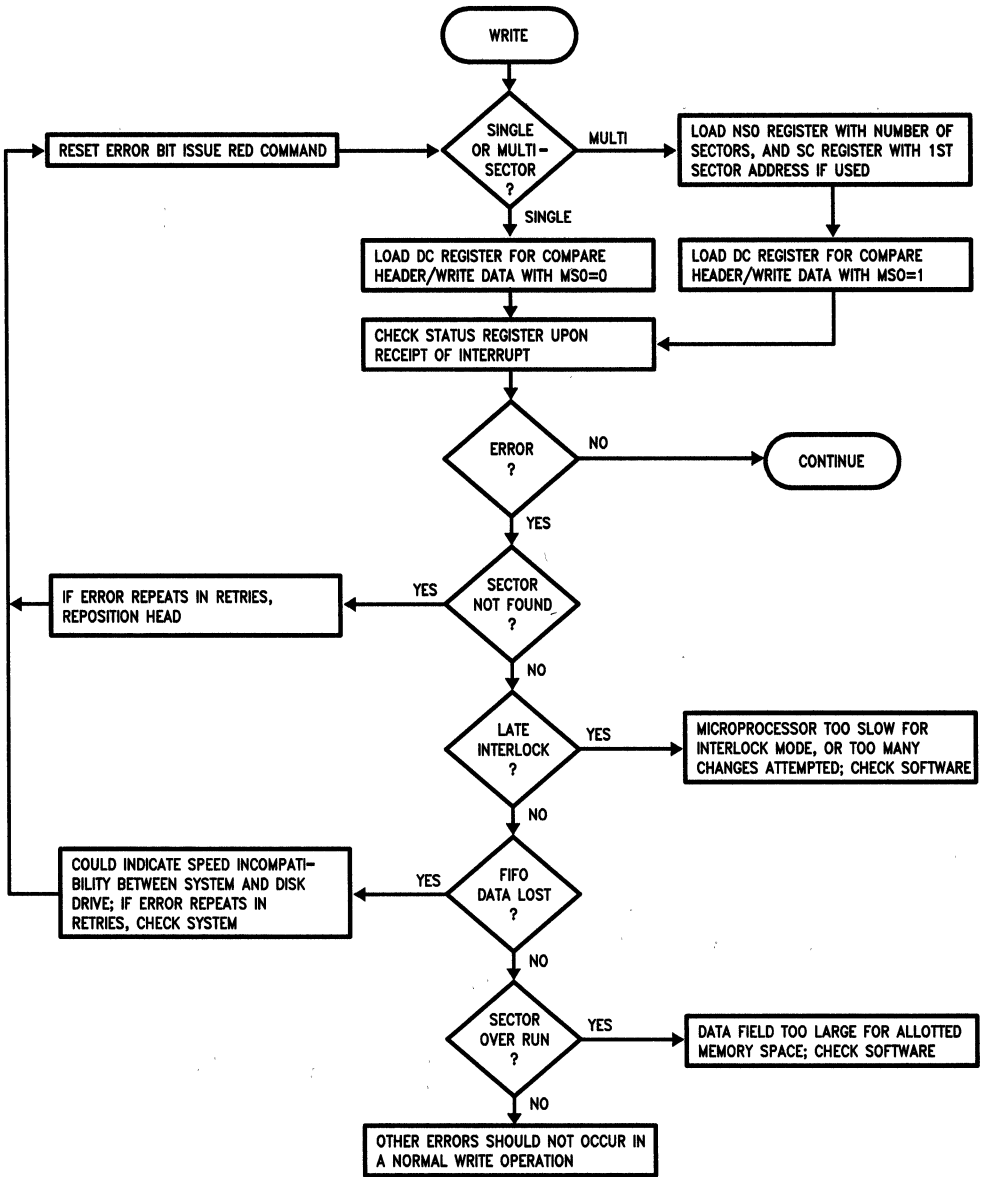 WRITE
SINGLE
OR MULTI-
SECTOR
?
MULTI
LOAD NSO REGISTER WITH NUMBER OF
SECTORS, AND SC REGISTER WITH 1ST
SECTOR ADDRESS IF USED
RESET ERROR BIT ISSUE RED COMMAND
SINGLE
LOAD DC REGISTER FOR COMPARE
HEADER/WRITE DATA WITH MSO=0
LOAD DC REGISTER FOR COMPARE
HEADER/WRITE DATA WITH MSO=1
CHECK STATUS REGISTER UPON
RECEIPT OF INTERRUPT
ERROR
?
NO
CONTINUE
YES
SECTOR
NOT FOUND
?
YES
IF ERROR REPEATS IN RETRIES,
REPOSITION HEAD
NO
LATE
INTERLOCK
?
YES
MICROPROCESSOR TOO SLOW FOR
INTERLOCK MODE, OR TOO MANY
CHANGES ATTEMPTED; CHECK SOFTWARE
NO
FIFO
DATA LOST
?
YES
COULD INDICATE SPEED INCOMPATI-
BILITY BETWEEN SYSTEM AND DISK
DRIVE; IF ERROR REPEATS IN
RETRIES, CHECK SYSTEM
NO
SECTOR
OVER RUN
?
YES
DATA FIELD TOO LARGE FOR ALLOTTED
MEMORY SPACE; CHECK SOFTWARE
NO
OTHER ERRORS SHOULD NOT OCCUR IN
A NORMAL WRITE OPERATION